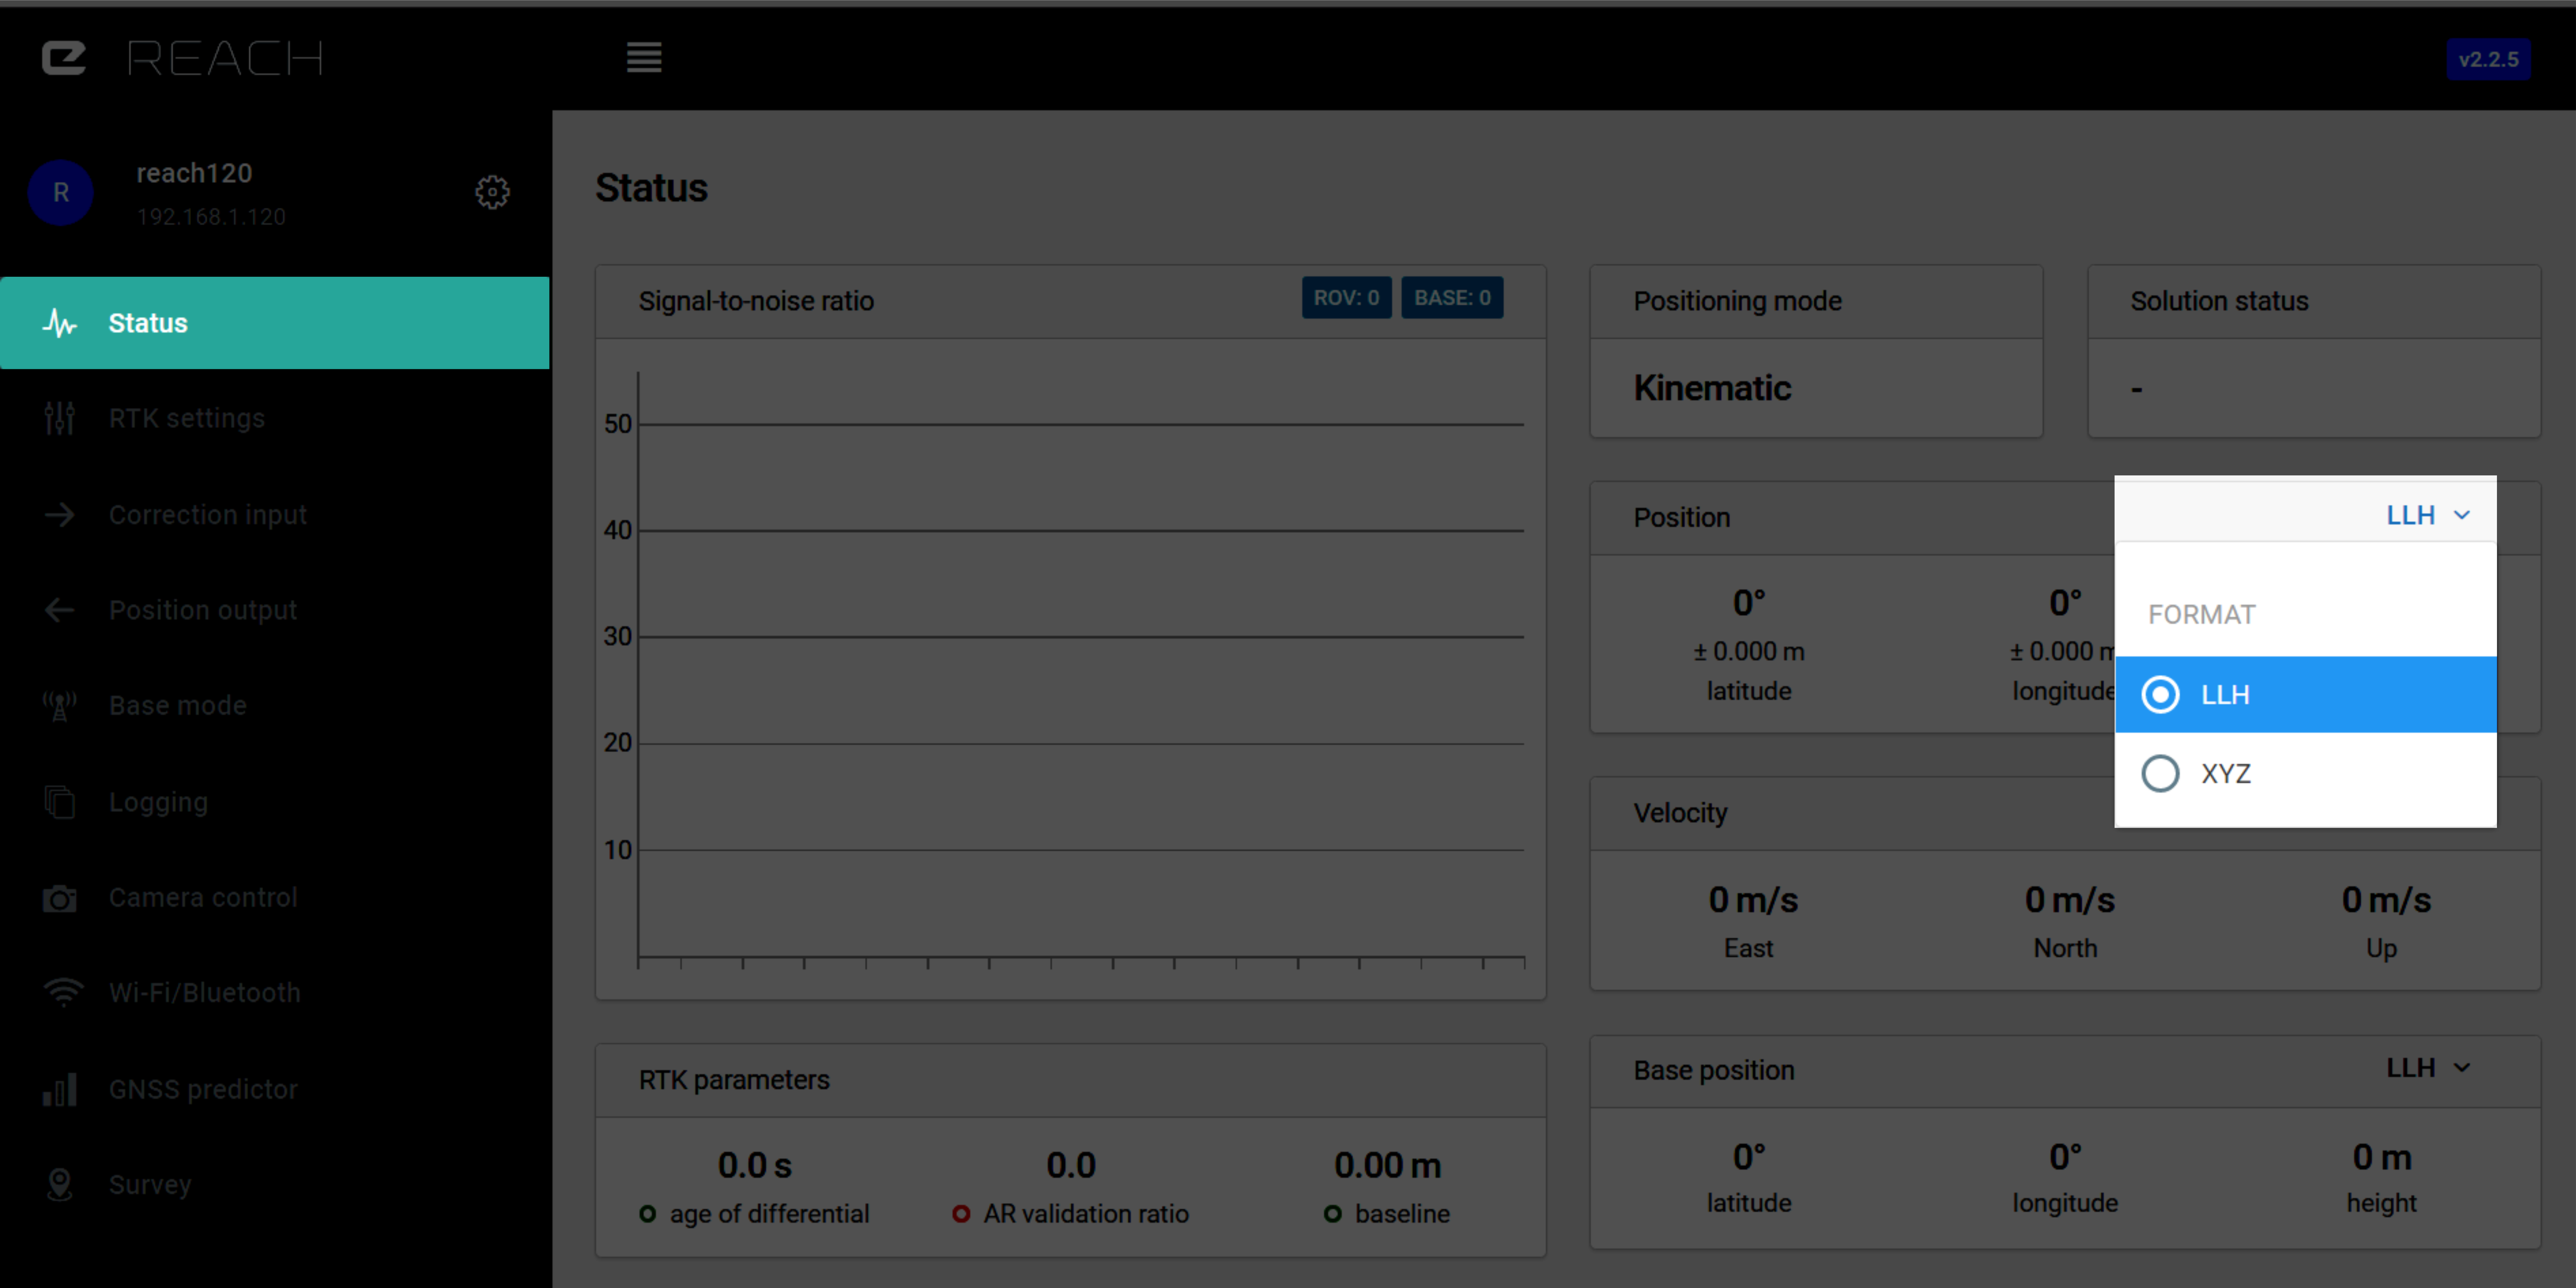 REACH
v2.2.5
R
reach120
192.168.1.120
Status
RTK settings
Correction input
Position output
Base mode
Logging
Camera control
Wi-Fi/Bluetooth
GNSS predictor
Survey
Status
Signal-to-noise ratio
ROV: 0 BASE: 0
50
40
30
20
10
RTK parameters
0.0 s 0.0 0.00 m
age of differential AR validation ratio baseline
Positioning mode
Kinematic
Solution status
-
Position
LLH
0° 0°
± 0.000 m ± 0.000 m
latitude longitude
FORMAT
LLH
XYZ
Velocity
0 m/s 0 m/s 0 m/s
East North Up
Base position LLH
0° 0° 0 m
latitude longitude height